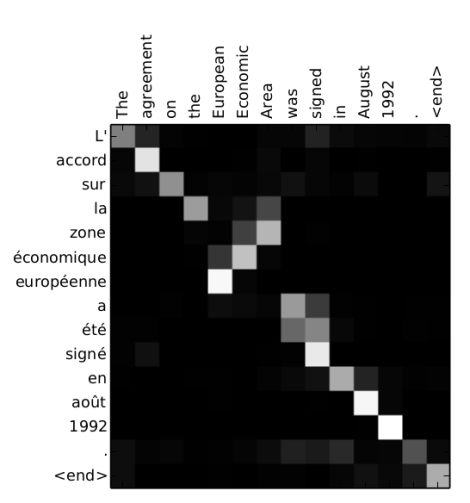 The agreement on the European Economic Area was signed in August 1992 . <end>
L'
accord
sur
la
zone
économique
européenne
a
été
signé
en
août
1992
.
<end>